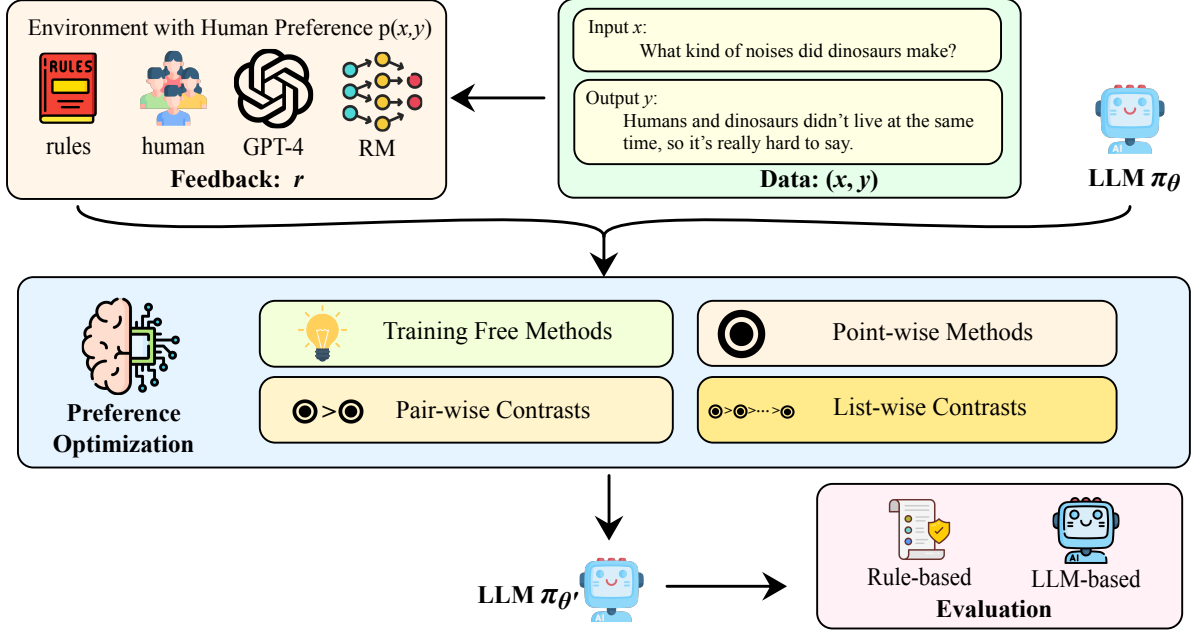 Environment with Human Preference p(x,y)
RULES
rules
human
GPT-4
RM
Feedback: r
Input x:
What kind of noises did dinosaurs make?
Output y:
Humans and dinosaurs didn't live at the same
time, so it's really hard to say.
Data: (x, y)
AI
LLM πθ
Preference
Optimization
Training Free Methods
Point-wise Methods
>
Pair-wise Contrasts
>>···>
List-wise Contrasts
LLM πθ′
AI
Rule-based
AI
LLM-based
Evaluation